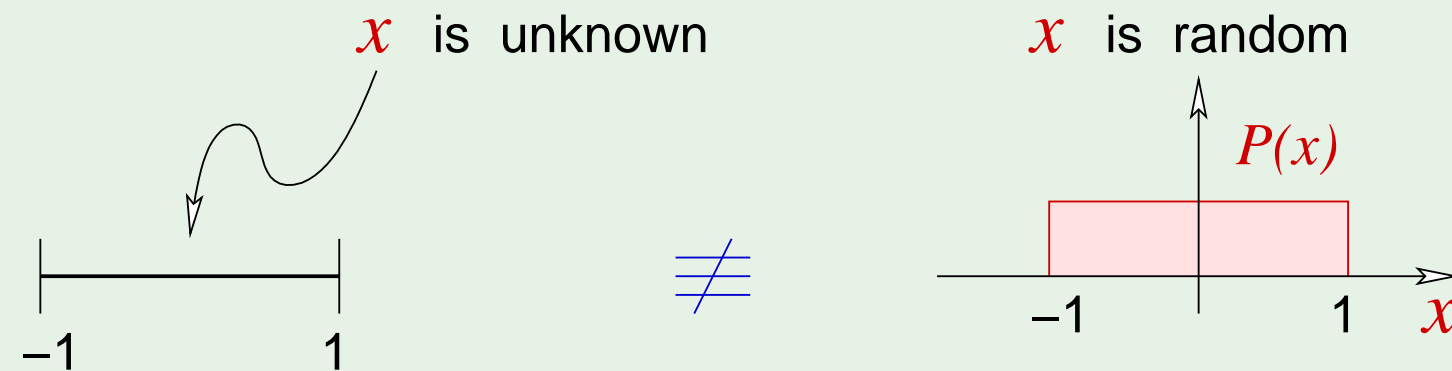 x is unknown
x is random
P(x)
≢
−1 1
−1 1 x